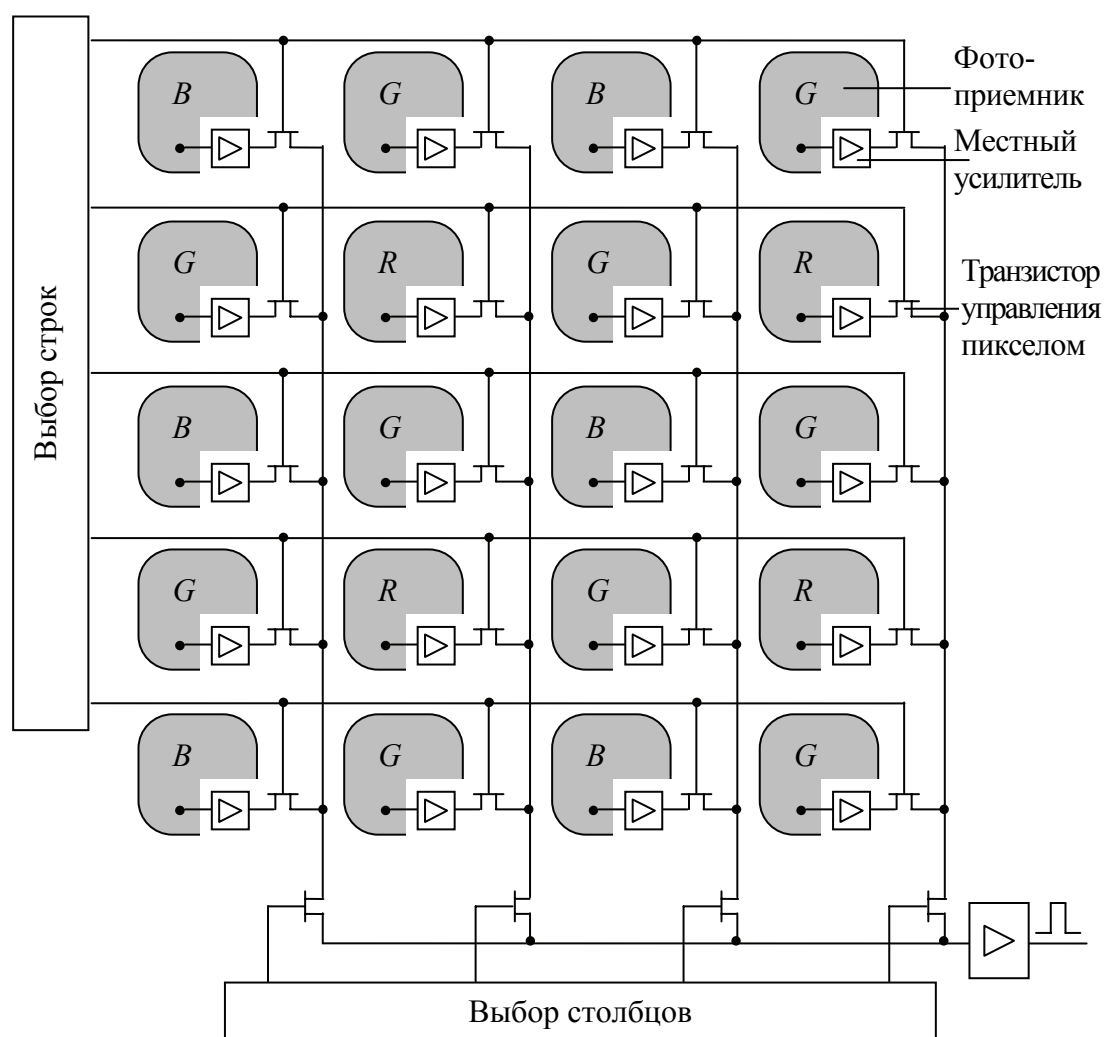 B G B G
Фото-
приемник
Местный
усилитель
G R G R
Транзистор
управления
пикселом
Выбор строк
B G B G
G R G R
B G B G
Выбор столбцов